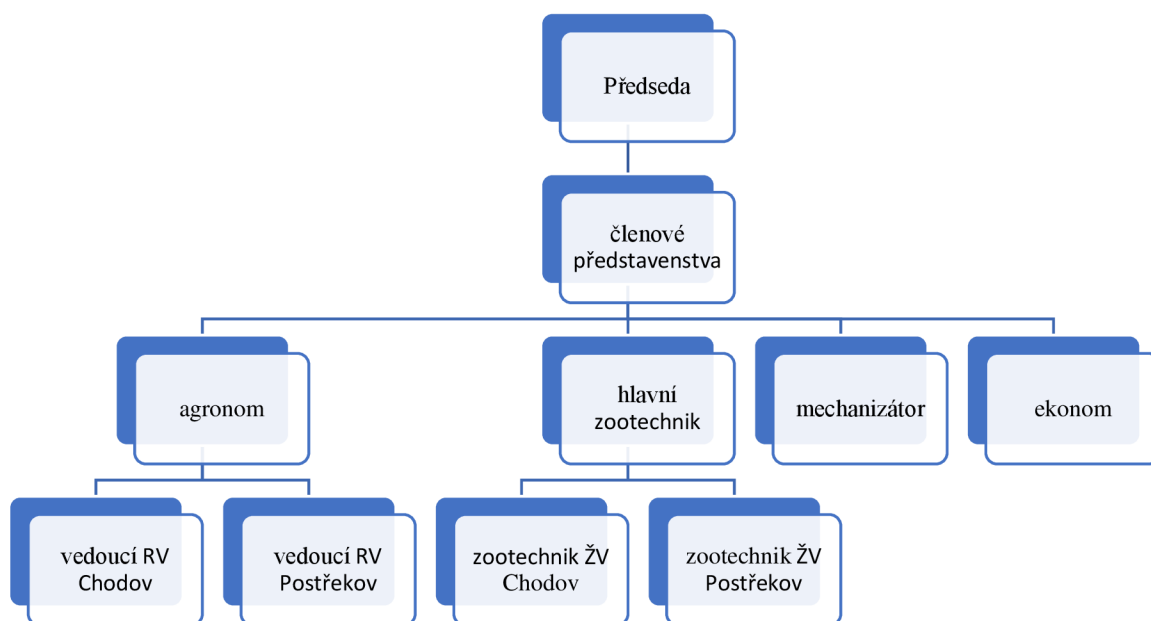 Předseda
členové
představenstva
agronom
hlavní
zootechnik
mechanizátor
ekonom
vedoucí RV
Chodov
vedoucí RV
Postřekov
zootechnik ŽV
Chodov
zootechnik ŽV
Postřekov